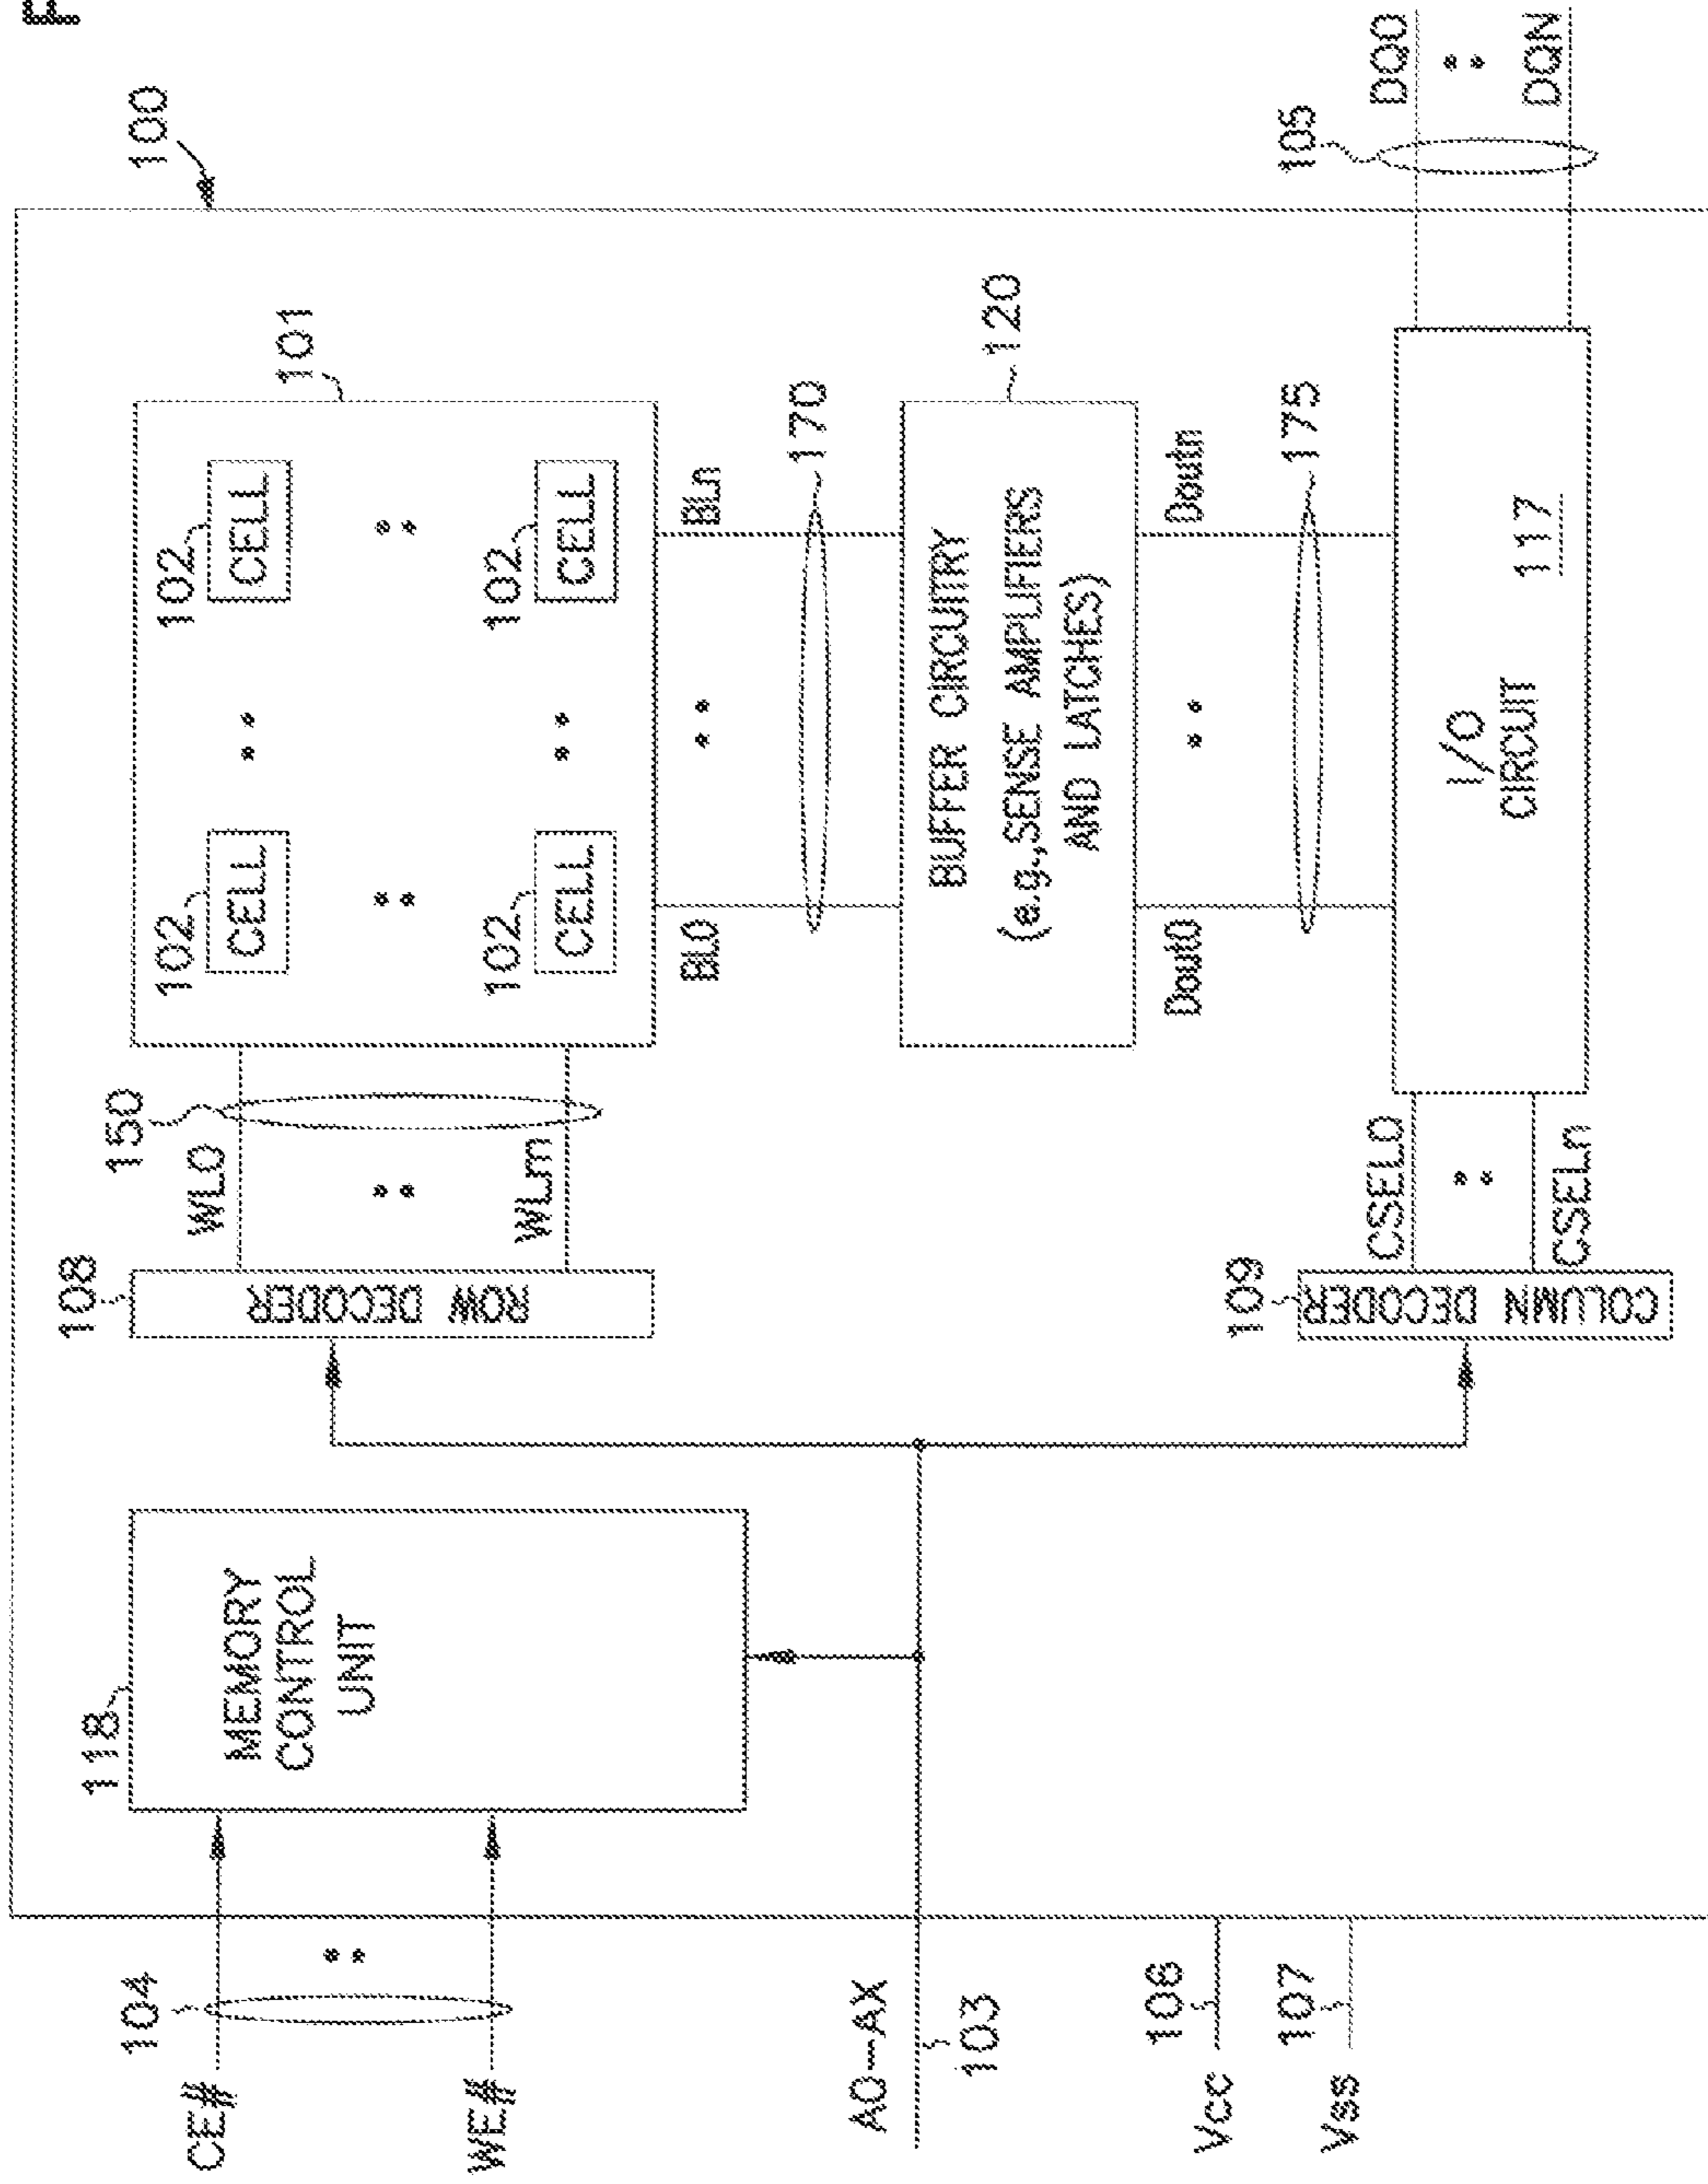 F
100
104
CE#
WE#
118
MEMORY
CONTROL
UNIT
108
ROW DECODER
150
WL0
WLm
101
102
CELL
102
CELL
102
CELL
102
CELL
BL0
BLn
170
120
BUFFER CIRCUITRY
(e.g.,SENSE AMPLIFIERS
AND LATCHES)
Dout0
Doutn
175
A0-AX
103
Vcc
106
Vss
107
109
COLUMN DECODER
CSEL0
CSELn
I/O
CIRCUIT
117
105
DQ0
DQN